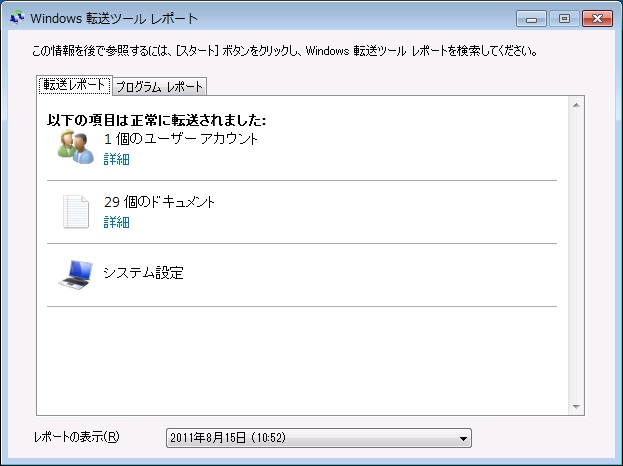 Windows 転送ツール レポート
この情報を後で参照するには、[スタート] ボタンをクリックし、Windows 転送ツール レポートを検索してください。
転送レポート プログラム レポート
以下の項目は正常に転送されました:
1 個のユーザー アカウント
詳細
29 個のドキュメント
詳細
システム設定
レポートの表示(R) 2011年8月15日 (10:52)